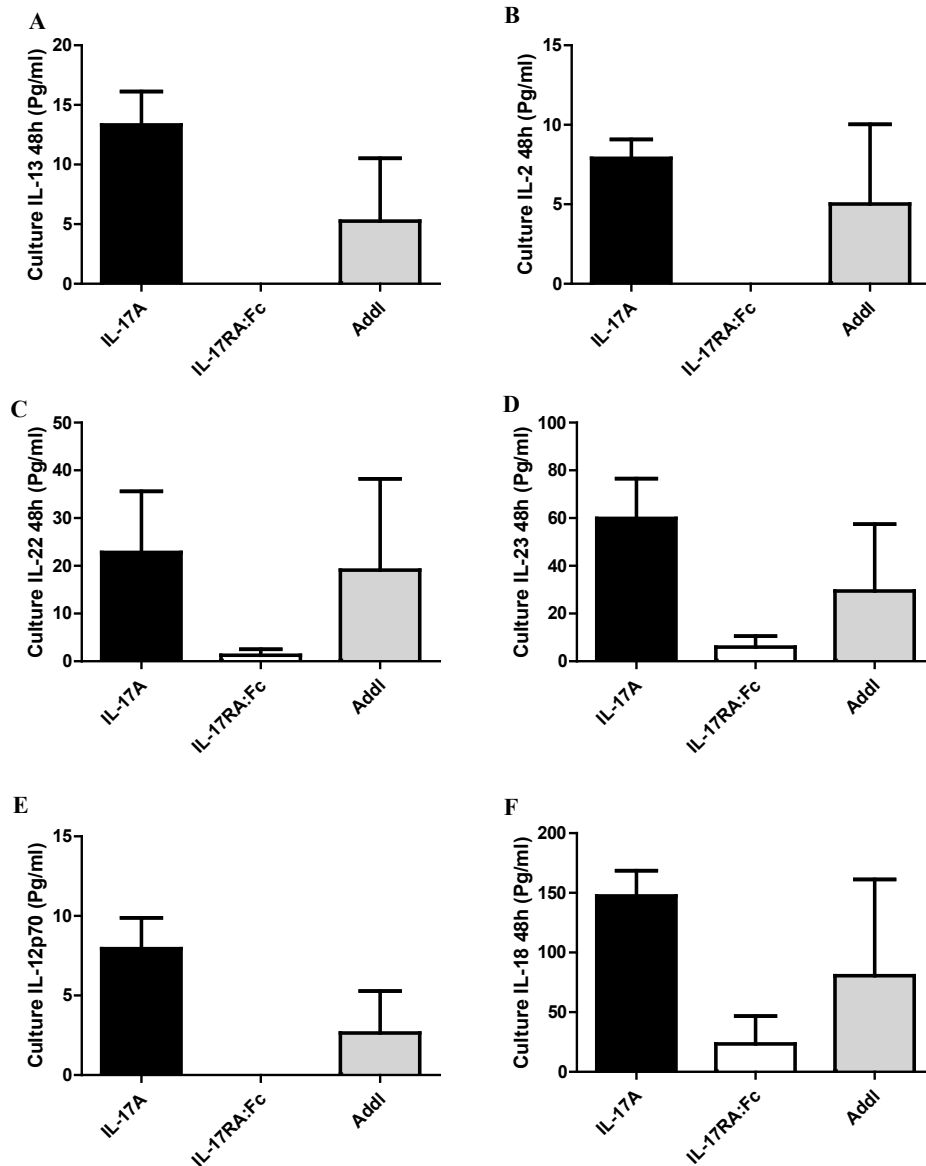 A
Culture IL-13 48h (Pg/ml)
20
15
10
5
0
IL-17A
IL-17RA:Fc
AddI
B
Culture IL-2 48h (Pg/ml)
15
10
5
0
IL-17A
IL-17RA:Fc
AddI
C
Culture IL-22 48h (Pg/ml)
50
40
30
20
10
0
IL-17A
IL-17RA:Fc
AddI
D
Culture IL-23 48h (Pg/ml)
100
80
60
40
20
0
IL-17A
IL-17RA:Fc
AddI
E
Culture IL-12p70 (Pg/ml)
15
10
5
0
IL-17A
IL-17RA:Fc
AddI
F
Culture IL-18 48h (Pg/ml)
200
150
100
50
0
IL-17A
IL-17RA:Fc
AddI